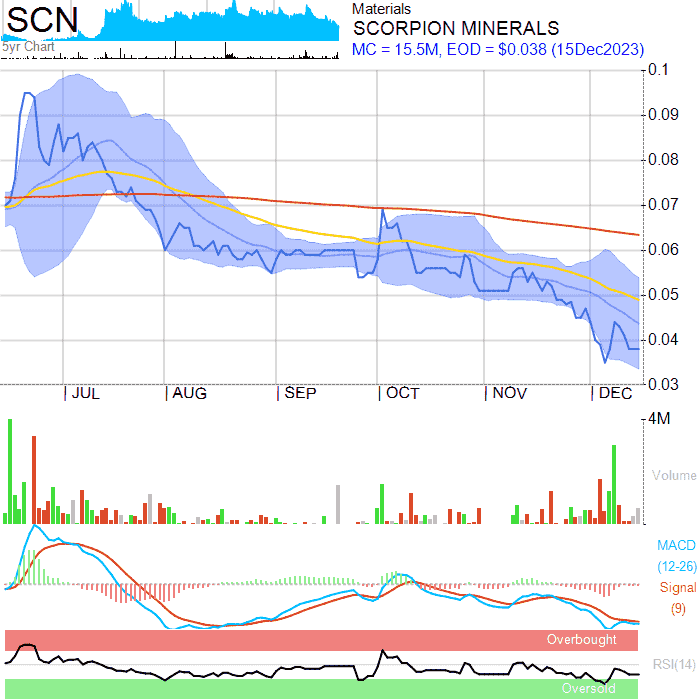 SCN
5yr Chart
Materials
SCORPION MINERALS
MC = 15.5M, EOD = $0.038 (15Dec2023)
0.1
0.09
0.08
0.07
0.06
0.05
0.04
0.03
JUL AUG SEP OCT NOV DEC
4M
Volume
MACD
(12-26)
Signal
(9)
Overbought
RSI(14)
Oversold